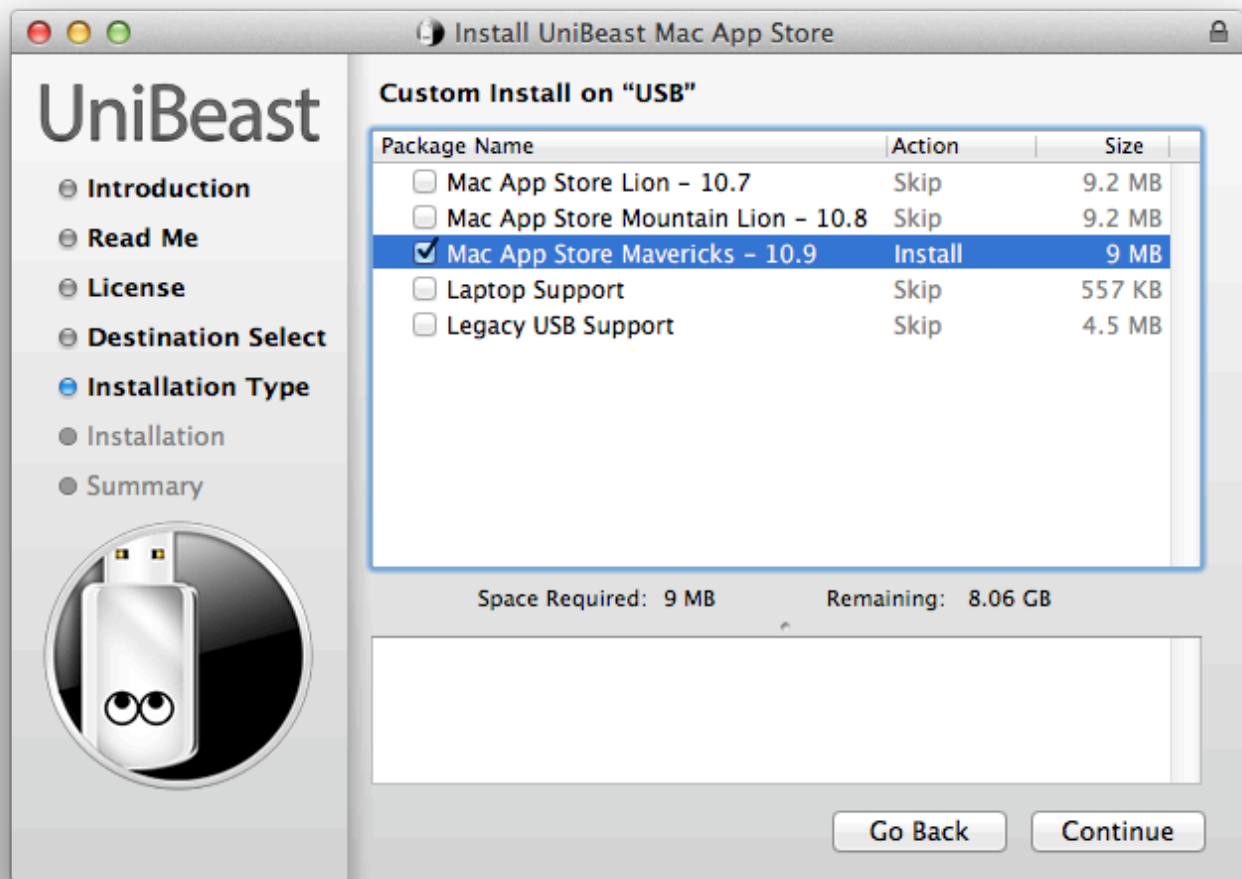 Install UniBeast Mac App Store
UniBeast
Introduction
Read Me
License
Destination Select
Installation Type
Installation
Summary
Custom Install on “USB”
Package Name Action Size
Mac App Store Lion – 10.7 Skip 9.2 MB
Mac App Store Mountain Lion – 10.8 Skip 9.2 MB
Mac App Store Mavericks – 10.9 Install 9 MB
Laptop Support Skip 557 KB
Legacy USB Support Skip 4.5 MB
Space Required: 9 MB Remaining: 8.06 GB
Go Back Continue